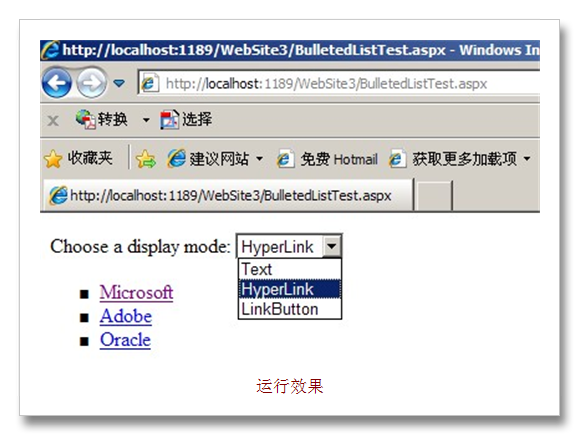 http://localhost:1189/WebSite3/BulletedListTest.aspx - Windows In
http://localhost:1189/WebSite3/BulletedListTest.aspx
转换 选择
收藏夹 建议网站 免费 Hotmail 获取更多加载项
http://localhost:1189/WebSite3/BulletedListTest.aspx
Choose a display mode: HyperLink
Text
HyperLink
LinkButton
Microsoft
Adobe
Oracle
运行效果